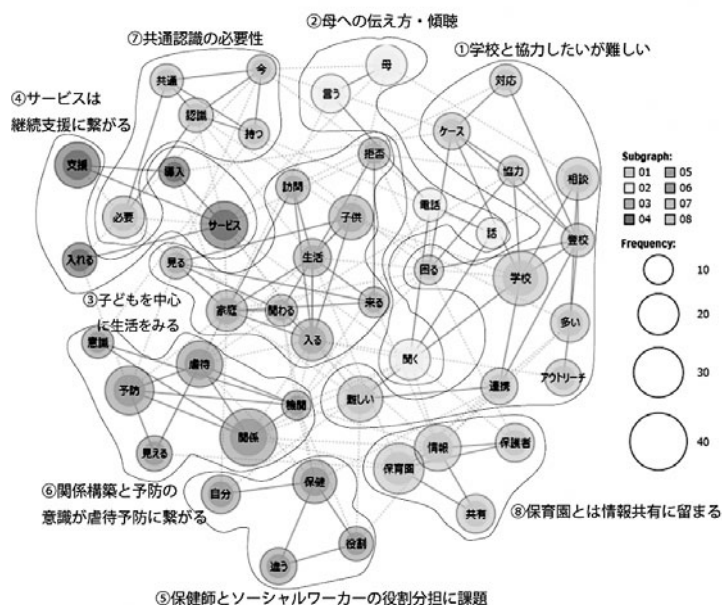 ⑦共通認識の必要性
②母への伝え方・傾聴
①学校と協力したいが難しい
④サービスは
継続支援に繋がる
③子どもを中心
に生活をみる
⑥関係構築と予防の
意識が虐待予防に繋がる
⑤保健師とソーシャルワーカーの役割分担に課題
⑧保育園とは情報共有に留まる
共通
今
認識
持つ
母
言う
対応
ケース
協力
相談
支援
導入
必要
サービス
入れる
訪問
拒否
子供
電話
話
登校
見る
生活
困る
学校
家庭
関わる
来る
入る
多い
意識
虐待
聞く
アウトリーチ
予防
機関
難しい
連携
関係
見える
保育園
情報
保護者
共有
自分
保健
違う
役割
Subgraph:
01 05
02 06
03 07
04 08
Frequency:
10
20
30
40